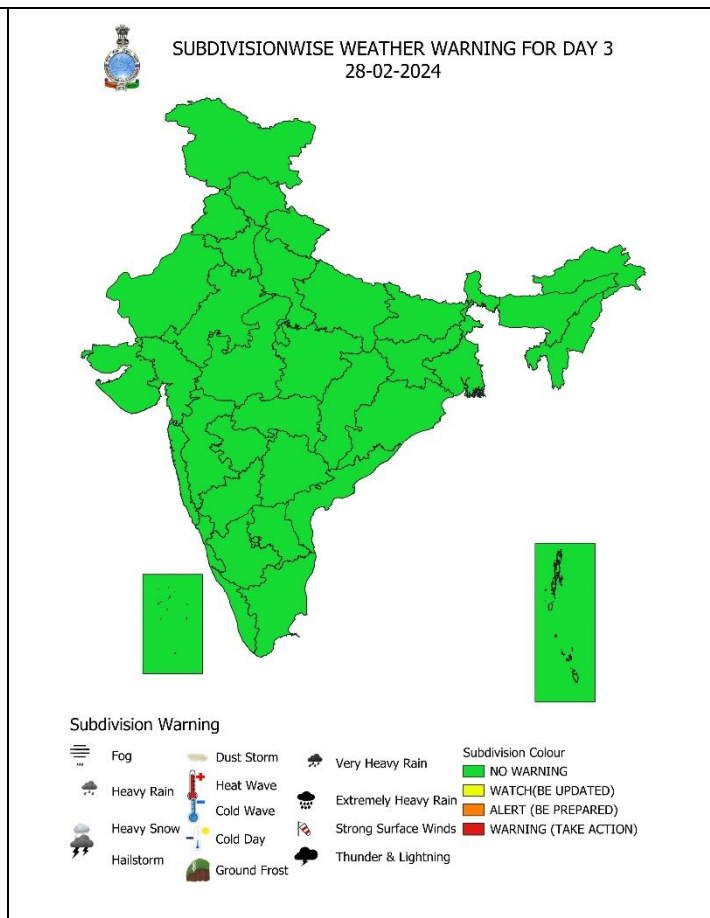 SUBDIVISIONWISE WEATHER WARNING FOR DAY 3
28-02-2024
Subdivision Warning
Fog
Heavy Rain
Heavy Snow
Hailstorm
Dust Storm
Heat Wave
Cold Wave
Cold Day
Ground Frost
Very Heavy Rain
Extremely Heavy Rain
Strong Surface Winds
Thunder & Lightning
Subdivision Colour
NO WARNING
WATCH(BE UPDATED)
ALERT (BE PREPARED)
WARNING (TAKE ACTION)